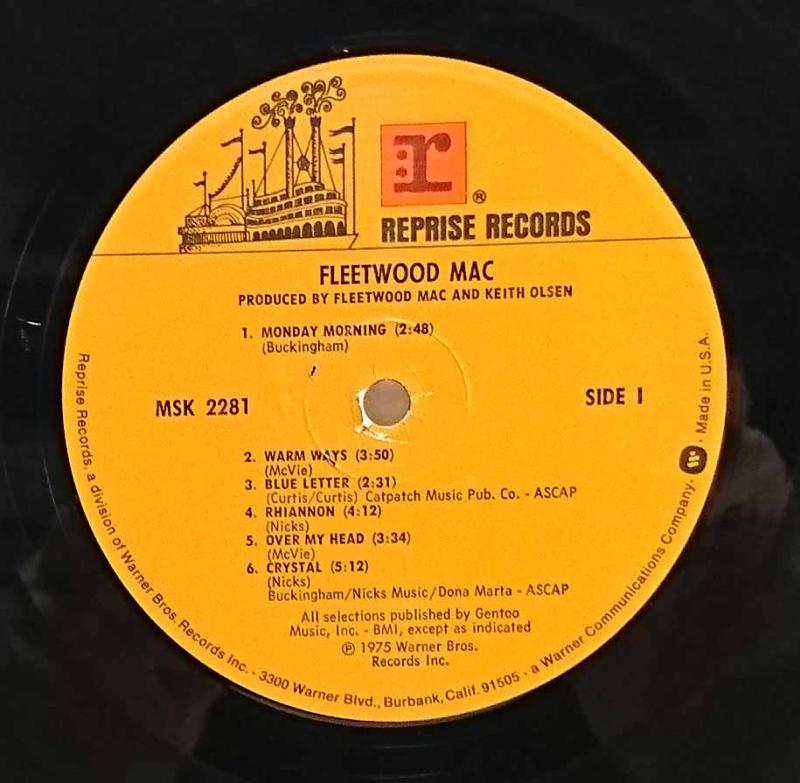 r ®
REPRISE RECORDS
FLEETWOOD MAC
PRODUCED BY FLEETWOOD MAC AND KEITH OLSEN
1. MONDAY MORNING (2:48)
(Buckingham)
MSK 2281
SIDE 1
2. WARM WAYS (3:50)
(McVie)
3. BLUE LETTER (2:31)
(Curtis/Curtis) Catpatch Music Pub. Co. - ASCAP
4. RHIANNON (4:12)
(Nicks)
5. OVER MY HEAD (3:34)
(McVie)
6. CRYSTAL (5:12)
(Nicks)
Buckingham/Nicks Music/Dona Marta - ASCAP
All selections published by Gentoo
Music, Inc. - BMI, except as indicated
℗ 1975 Warner Bros.
Records Inc.
Reprise Records, a division of Warner Bros. Records Inc. · 3300 Warner Blvd., Burbank, Calif. 91505 · a Warner Communications Company · Made in U.S.A.